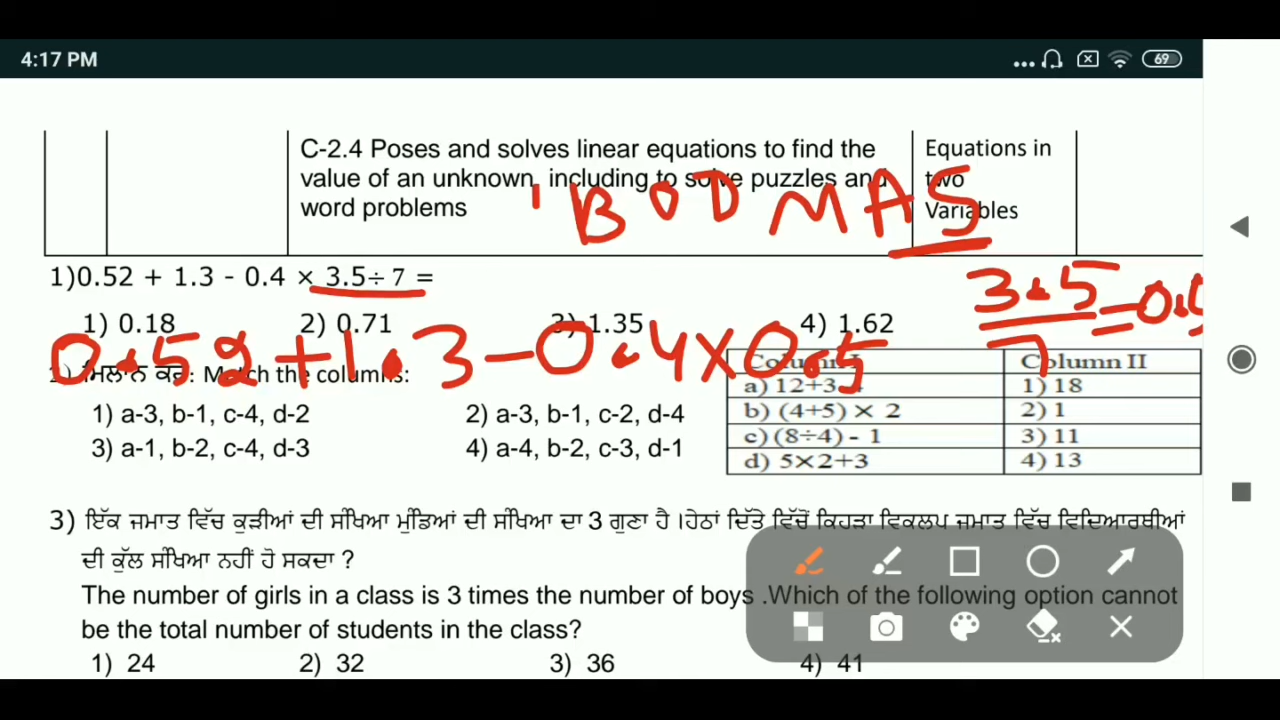 4:17 PM
69
C-2.4 Poses and solves linear equations to find the value of an unknown, including to solve puzzles and word problems
Equations in two Variables
BODMAS
1)0.52 + 1.3 - 0.4 × 3.5÷ 7 =
3.5/7=0.5
1) 0.18 2) 0.71 3) 1.35 4) 1.62
0.52+1.3-0.4×0.5
ਮਿਲਾਨ ਕਰੋ: Match the columns:
Column I Column II
a) 12+3-4 1) 18
b) (4+5) × 2 2) 1
c) (8÷4) - 1 3) 11
d) 5×2+3 4) 13
1) a-3, b-1, c-4, d-2 2) a-3, b-1, c-2, d-4
3) a-1, b-2, c-4, d-3 4) a-4, b-2, c-3, d-1
3) ਇੱਕ ਜਮਾਤ ਵਿੱਚ ਕੁੜੀਆਂ ਦੀ ਸੰਖਿਆ ਮੁੰਡਿਆਂ ਦੀ ਸੰਖਿਆ ਦਾ 3 ਗੁਣਾ ਹੈ ।ਹੇਠਾਂ ਦਿੱਤੇ ਵਿੱਚੋਂ ਕਿਹੜਾ ਵਿਕਲਪ ਜਮਾਤ ਵਿੱਚ ਵਿਦਿਆਰਥੀਆਂ
ਦੀ ਕੁੱਲ ਸੰਖਿਆ ਨਹੀਂ ਹੋ ਸਕਦਾ ?
The number of girls in a class is 3 times the number of boys .Which of the following option cannot
be the total number of students in the class?
1) 24 2) 32 3) 36 4) 41